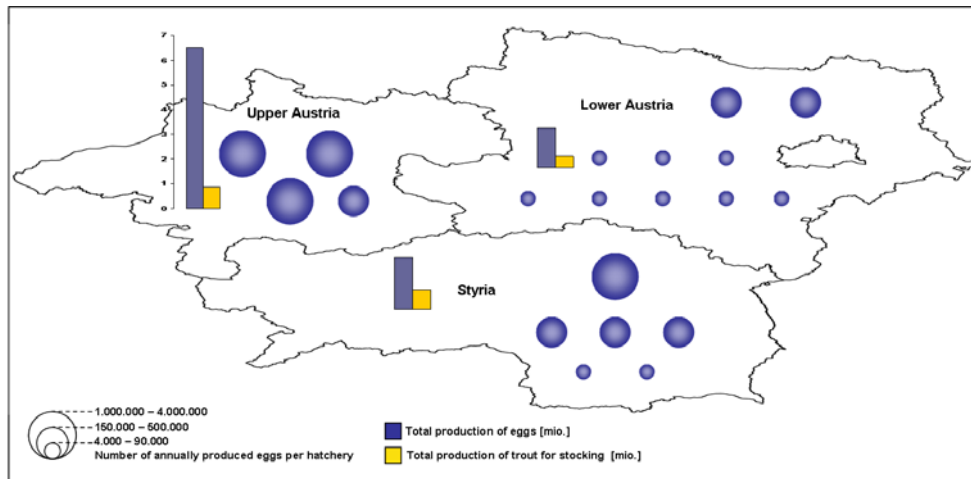 7
6
5
4
3
2
1
0
Upper Austria
Lower Austria
Styria
1.000.000 – 4.000.000
150.000 – 500.000
4.000 – 90.000
Number of annually produced eggs per hatchery
Total production of eggs [mio.]
Total production of trout for stocking [mio.]